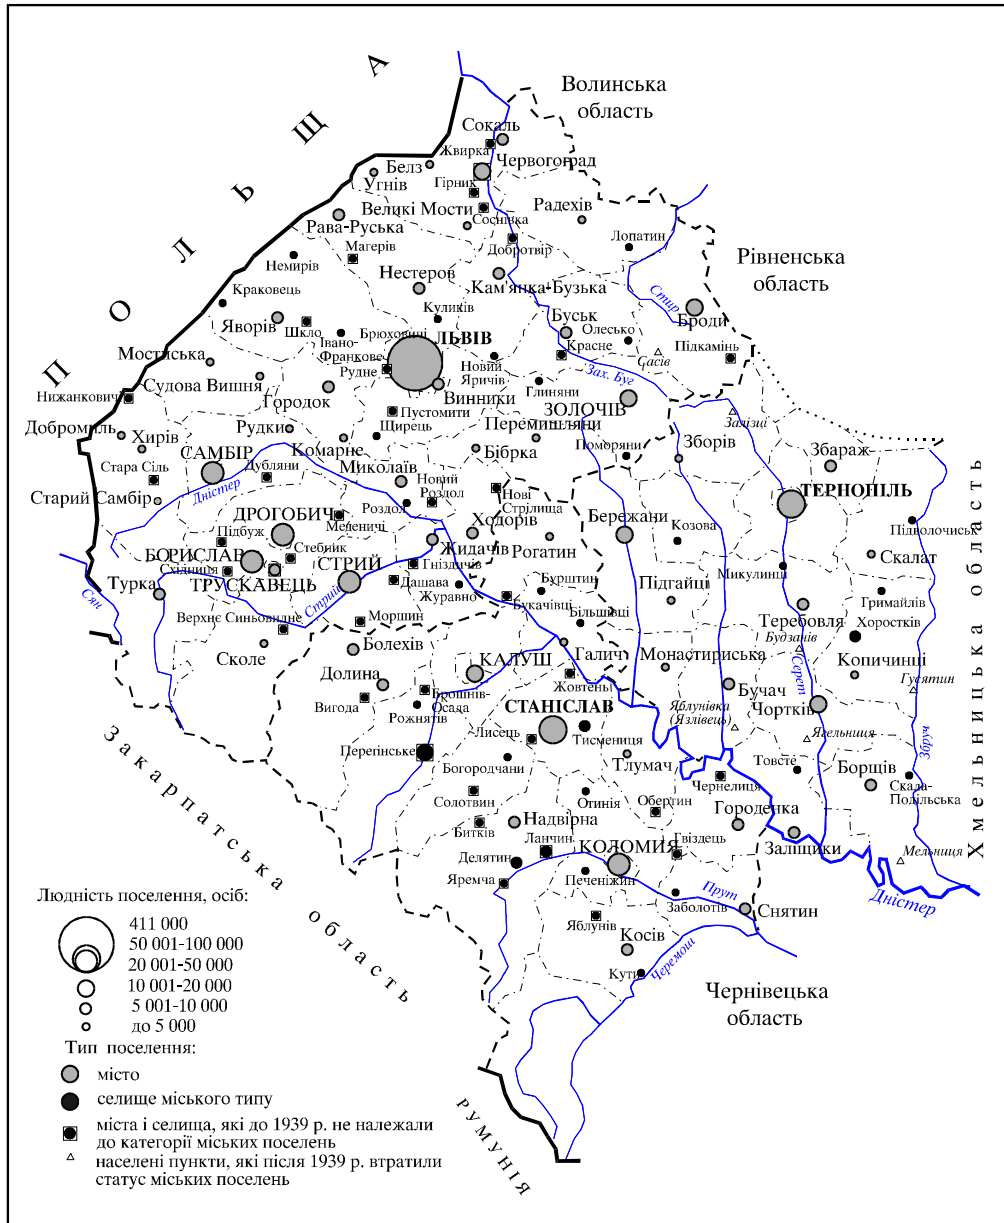 ПОЛЬЩА
Волинська
область
Сокаль
Жвирка
Белз
Червогоград
Угнів
Гірник
Великі Мости
Соснівка
Радехів
Рава-Руська
Магерів
Добротвір
Лопатин
Немирів
Нестеров
Рівненська
область
Кам'янка-Бузька
Краковець
Стир
Куликів
Яворів
Шкло
Буськ
Броди
Івано-
Франкове
Брюховичі
ЛЬВІВ
Олесько
Підкамінь
Мостиська
Красне
Сасів
Рудне
Новий
Яричів
Судова Вишня
Зах. Буг
Нижанковичі
Городок
Винники
Глиняни
ЗОЛОЧІВ
Пустомити
Залізці
Добромиль
Рудки
Щирець
Перемишляни
Хирів
Комарне
Зборів
Збараж
САМБІР
Бібрка
Поморяни
Стара Сіль
Дубляни
Миколаїв
Новий
Роздол
Дністер
ТЕРНОПІЛЬ
Старий Самбір
Роздол
Нові
Стрілища
ДРОГОБИЧ
Меденичі
Ходорів
Бережани
Козова
Підволочиськ
Підбуж
Стебник
БОРИСЛАВ
СТРИЙ
Жидачів
Рогатин
Скалат
Східниця
Гніздичів
Микулинці
Турка
ТРУСКАВЕЦЬ
Дашава
Журавно
Бурштин
Підгайці
Гримайлів
Сян
Стрий
Букачівці
Більшівці
Теребовля
Верхнє Синьовидне
Моршин
Хоростків
Будзанів
Сколе
Болехів
Галич
Монастириська
Копичинці
Долина
КАЛУШ
Серет
Гусятин
Вигода
Брошнів-
Осада
Жовтень
Бучач
Рожнятів
СТАНІСЛАВ
Яблунівка
(Язлівець)
Чортків
Лисець
Тисмениця
Ягельниця
Збруч
Перегінське
Богородчани
Тлумач
Товсте
Борщів
Чернелиця
Скала-
Подільська
Солотвин
Отинія
Обертин
Городенка
Битків
Надвірна
Ланчин
Гвіздець
Заліщики
Делятин
КОЛОМИЯ
Мельниця
Яремча
Печеніжин
Прут
Дністер
Заболотів
Снятин
Яблунів
Косів
Кути
Черемош
Чернівецька
область
Хмельницька область
Закарпатська область
РУМУНІЯ
Людність поселення, осіб:
411 000
50 001-100 000
20 001-50 000
10 001-20 000
5 001-10 000
до 5 000
Тип поселення:
місто
селище міського типу
міста і селища, які до 1939 р. не належали
до категорії міських поселень
населені пункти, які після 1939 р. втратили
статус міських поселень